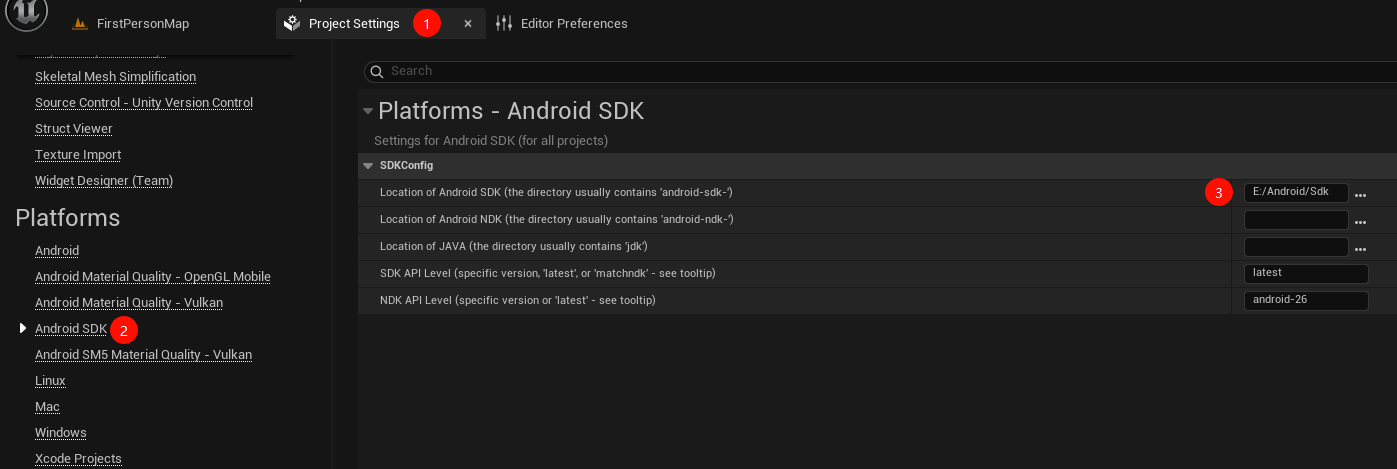 FirstPersonMap
Project Settings 1 ×
Editor Preferences
Skeletal Mesh Simplification
Source Control - Unity Version Control
Struct Viewer
Texture Import
Widget Designer (Team)
Platforms
Android
Android Material Quality - OpenGL Mobile
Android Material Quality - Vulkan
Android SDK 2
Android SM5 Material Quality - Vulkan
Linux
Mac
Windows
Xcode Projects
Search
Platforms - Android SDK
Settings for Android SDK (for all projects)
SDKConfig
Location of Android SDK (the directory usually contains 'android-sdk-') 3 E:/Android/Sdk
Location of Android NDK (the directory usually contains 'android-ndk-')
Location of JAVA (the directory usually contains 'jdk')
SDK API Level (specific version, 'latest', or 'matchndk' - see tooltip) latest
NDK API Level (specific version or 'latest' - see tooltip) android-26